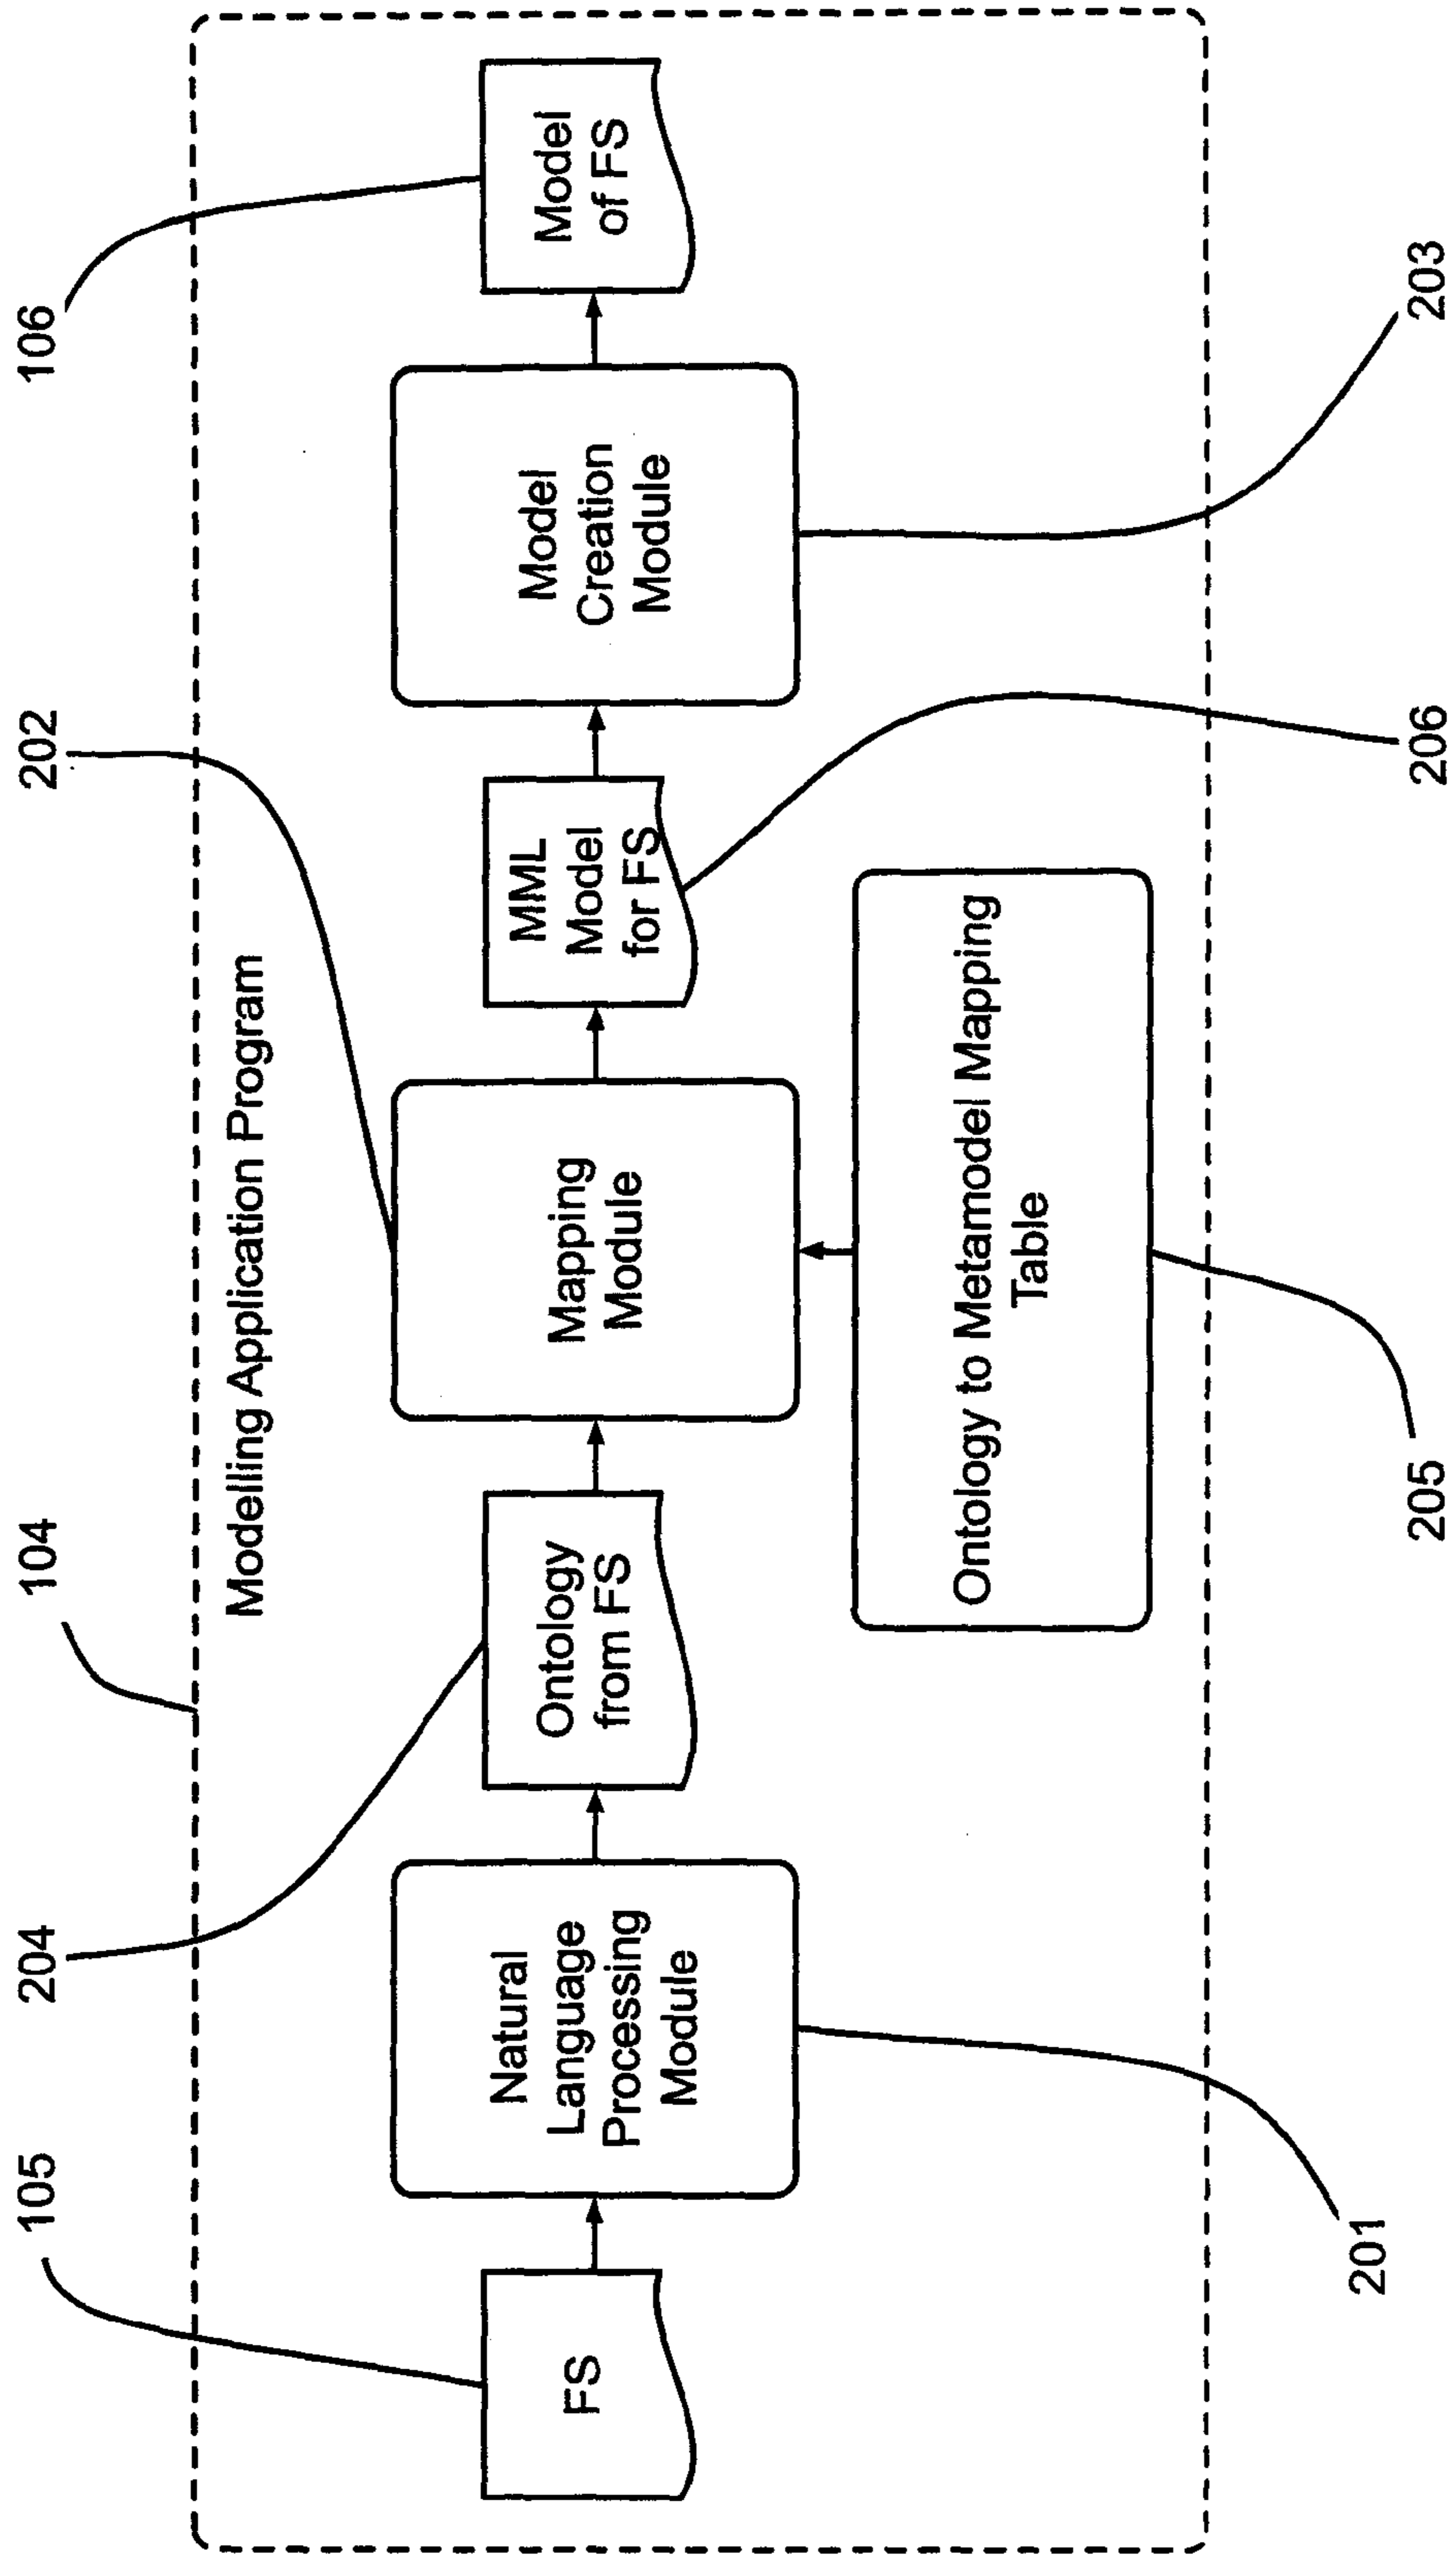 105
204
104
202
106
Modelling Application Program
FS
Natural
Language
Processing
Module
Ontology
from FS
Mapping
Module
MML
Model
for FS
Model
Creation
Module
Model
of FS
Ontology to Metamodel Mapping
Table
201
205
206
203